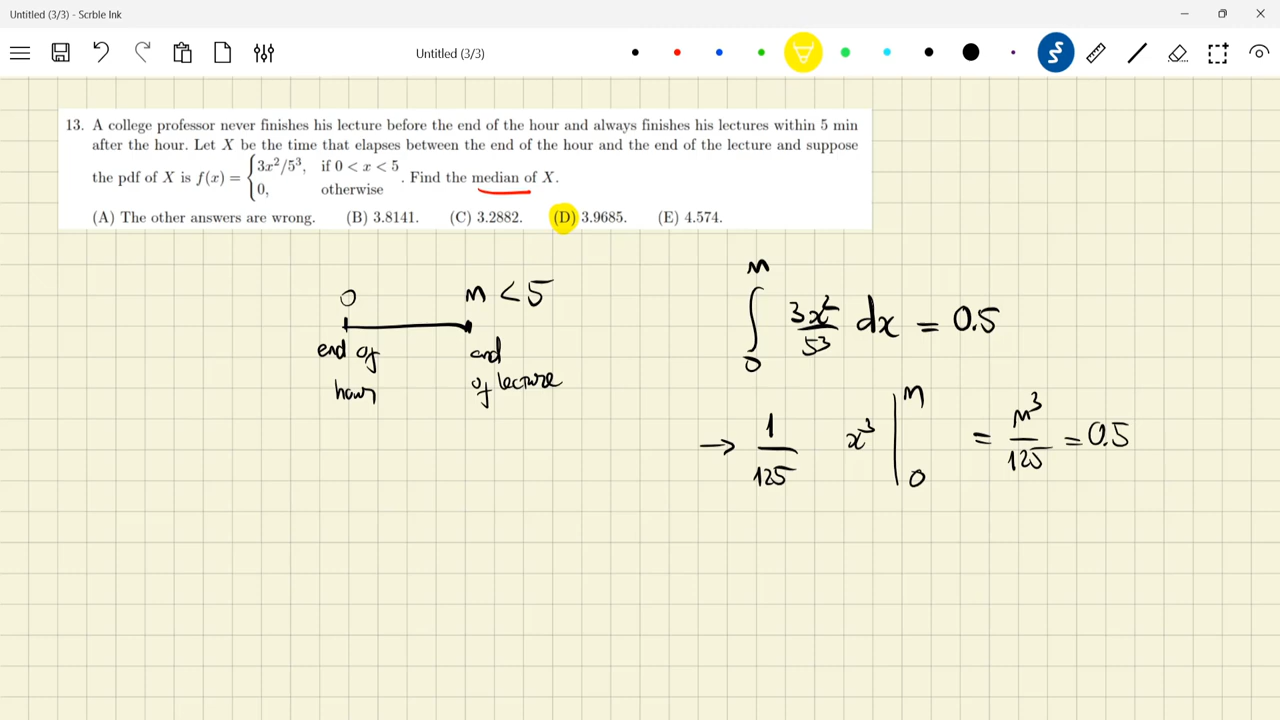 Untitled (3/3) - Scrble Ink
Untitled (3/3)
13. A college professor never finishes his lecture before the end of the hour and always finishes his lectures within 5 min
after the hour. Let X be the time that elapses between the end of the hour and the end of the lecture and suppose
the pdf of X is f(x) = { 3x²/5³, if 0 < x < 5
0, otherwise . Find the median of X.
(A) The other answers are wrong. (B) 3.8141. (C) 3.2882. (D) 3.9685. (E) 4.574.
0 m < 5
end of hour
end of lecture
∫₀ᵐ 3x²/5³ dx = 0.5
→ 1/125 x³ |₀ᵐ = m³/125 = 0.5